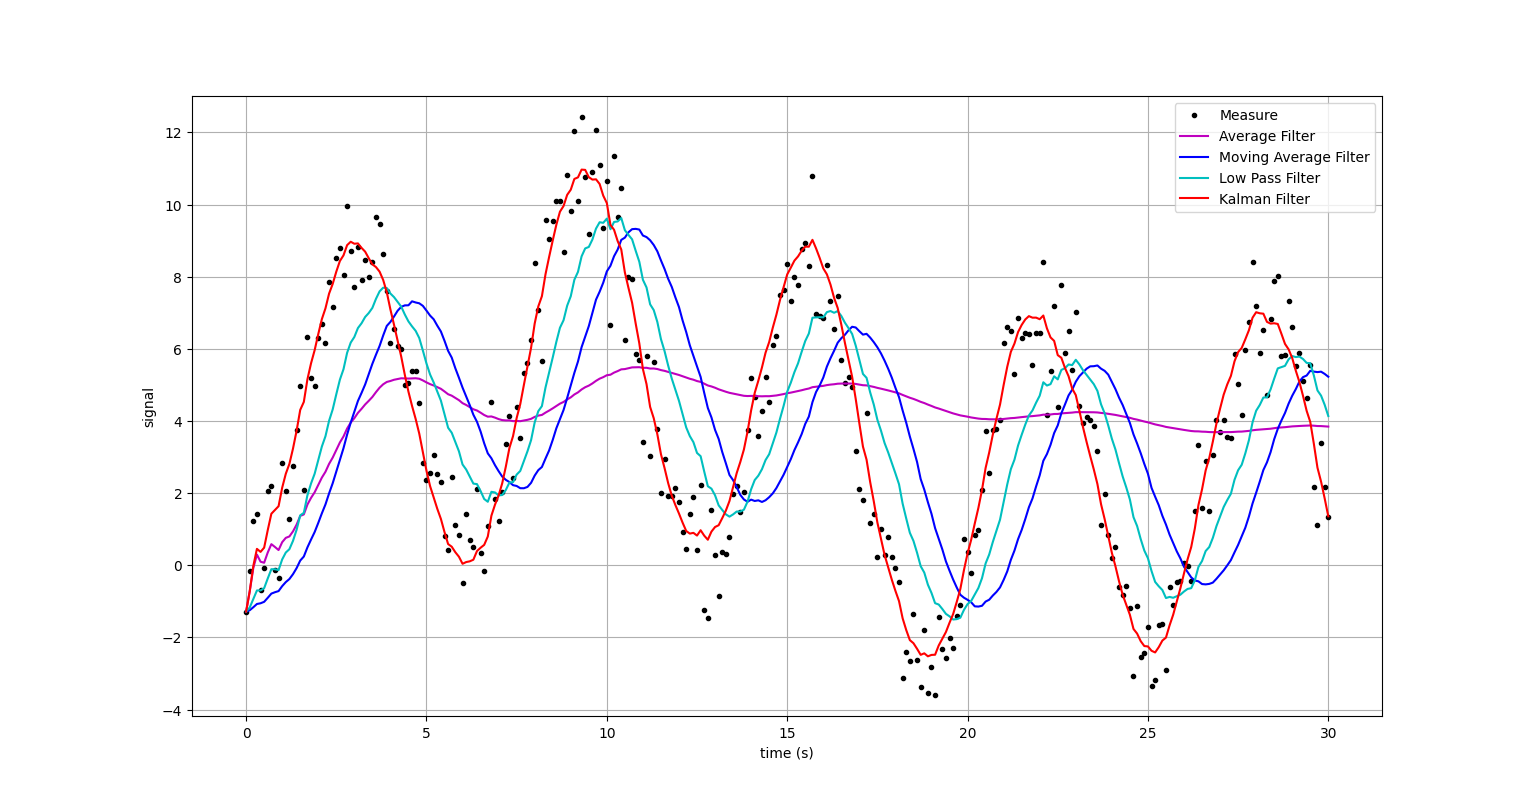 Measure
Average Filter
Moving Average Filter
Low Pass Filter
Kalman Filter
12
10
8
6
4
2
0
−2
−4
signal
0 5 10 15 20 25 30
time (s)